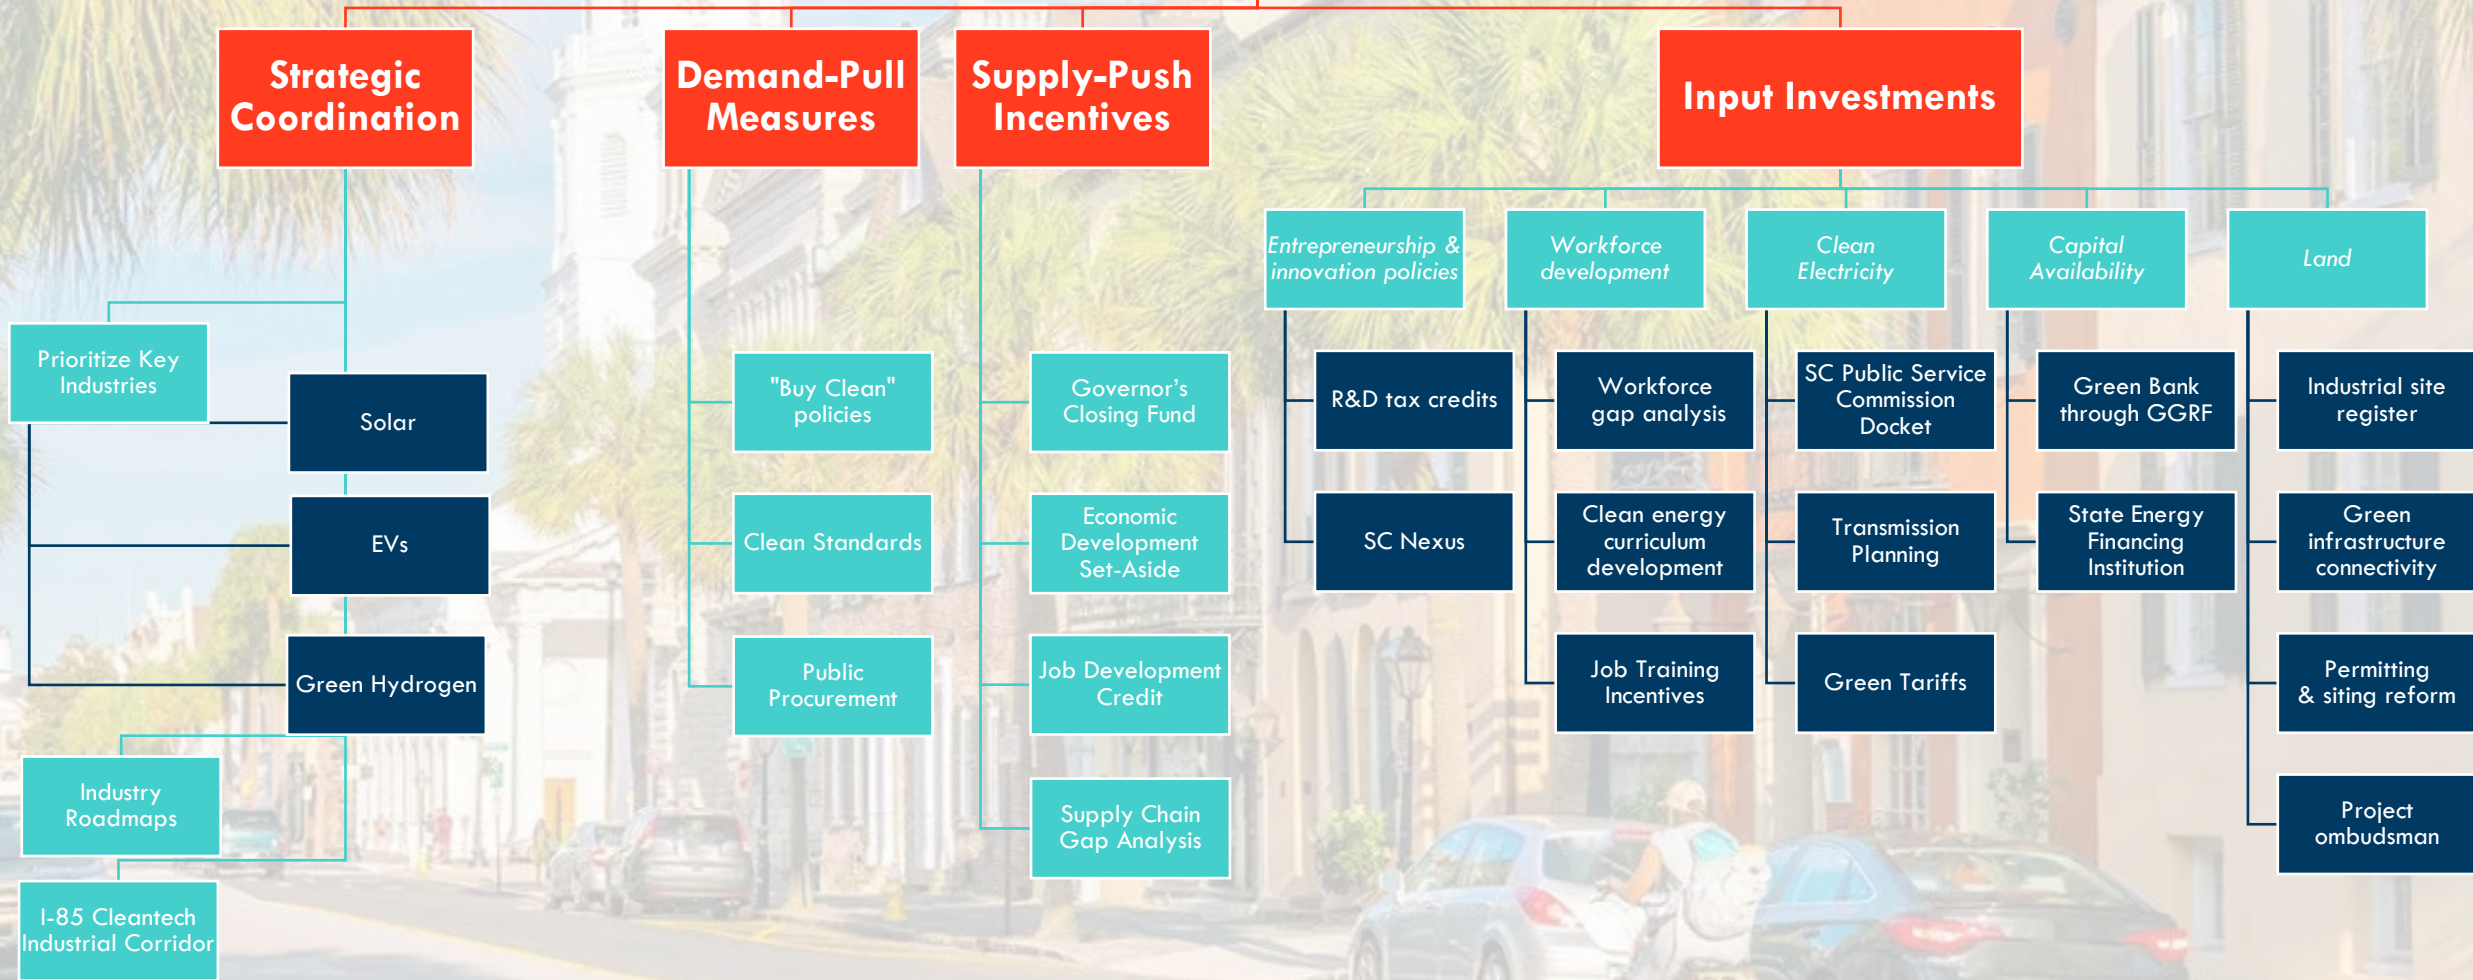 Strategic
Coordination
Demand-Pull
Measures
Supply-Push
Incentives
Input Investments
Prioritize Key
Industries
Solar
EVs
Green Hydrogen
Industry
Roadmaps
I-85 Cleantech
Industrial Corridor
"Buy Clean"
policies
Clean Standards
Public
Procurement
Governor's
Closing Fund
Economic
Development
Set-Aside
Job Development
Credit
Supply Chain
Gap Analysis
Entrepreneurship &
innovation policies
R&D tax credits
SC Nexus
Workforce
development
Workforce
gap analysis
Clean energy
curriculum
development
Job Training
Incentives
Clean
Electricity
SC Public Service
Commission
Docket
Transmission
Planning
Green Tariffs
Capital
Availability
Green Bank
through GGRF
State Energy
Financing
Institution
Land
Industrial site
register
Green
infrastructure
connectivity
Permitting
& siting reform
Project
ombudsman